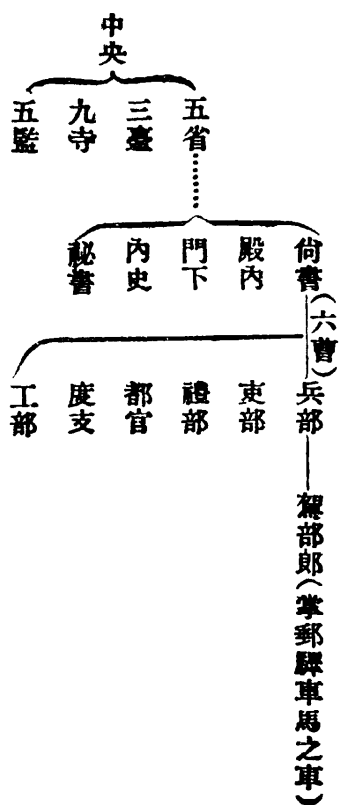 中央
五省
三臺
九寺
五監
尙書(六曹)
殿內
門下
內史
祕書
兵部
吏部
禮部
都官
度支
工部
駕部郎(掌郵驛車馬之車)